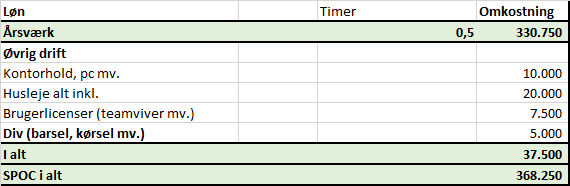 Løn Timer Omkostning
Årsværk 0,5 330.750
Øvrig drift
Kontorhold, pc mv. 10.000
Husleje alt inkl. 20.000
Brugerlicenser (teamviver mv.) 7.500
Div (barsel, kørsel mv.) 5.000
I alt 37.500
SPOC i alt 368.250